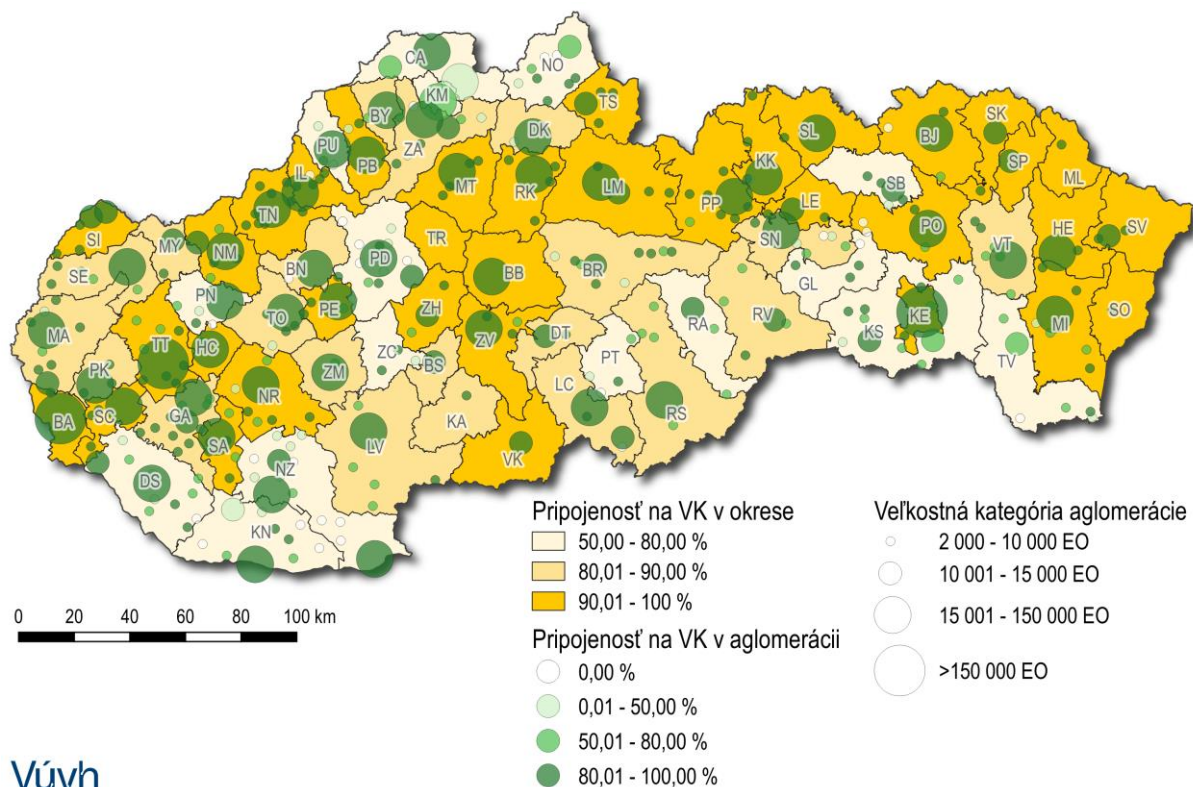 CA
NO
KM
TS
BY
DK
PU
ZA
SL
BJ
SK
PB
SP
IL
MT
RK
LM
KK
ML
SB
PP
LE
TN
PO
HE
SV
SI
MY
NM
TR
SN
VT
SE
BN
PD
BB
BR
GL
PN
PE
ZH
SO
MA
TO
ZV
RA
RV
KS
KE
MI
TT
HC
ZC
DT
PT
TV
PK
ZM
BS
LC
NR
BA
SC
GA
KA
RS
SA
LV
VK
DS
NZ
KN
Pripojenosť na VK v okrese
50,00 - 80,00 %
80,01 - 90,00 %
90,01 - 100 %
Veľkostná kategória aglomerácie
2 000 - 10 000 EO
10 001 - 15 000 EO
15 001 - 150 000 EO
>150 000 EO
0 20 40 60 80 100 km
Pripojenosť na VK v aglomerácii
0,00 %
0,01 - 50,00 %
50,01 - 80,00 %
80,01 - 100,00 %
Vúvh